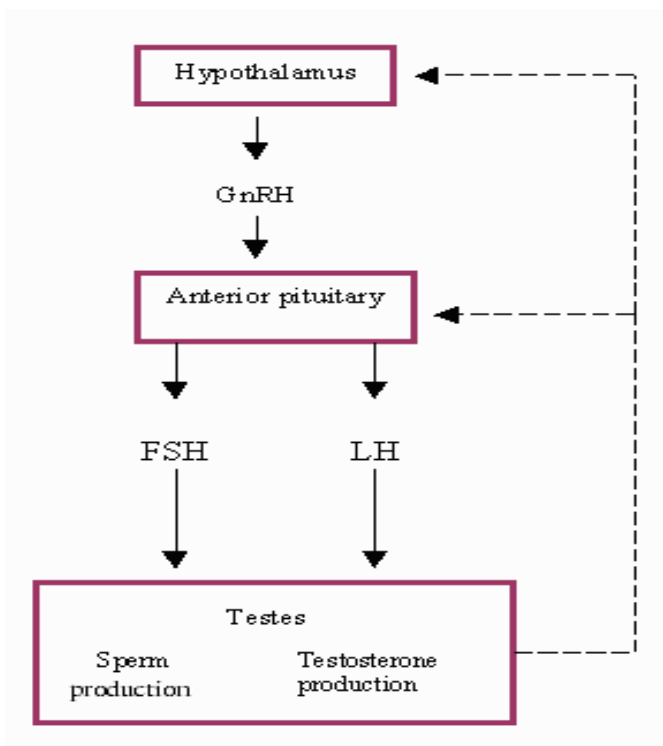 Hypothalamus
GnRH
Anterior pituitary
FSH LH
Testes
Sperm production
Testosterone production